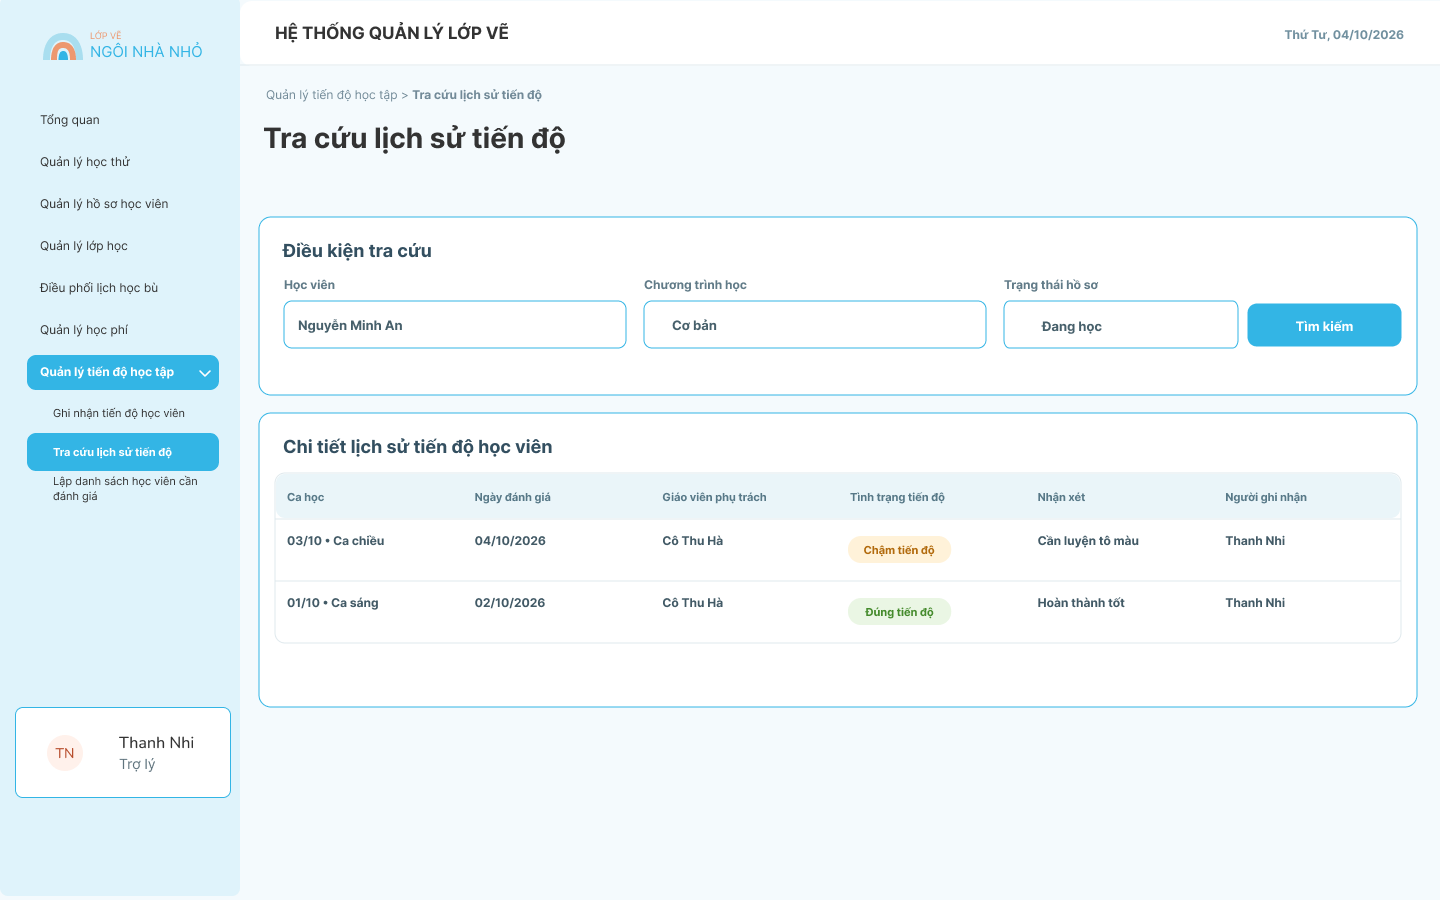 LỚP VẼ
NGÔI NHÀ NHỎ
Tổng quan
Quản lý học thử
Quản lý hồ sơ học viên
Quản lý lớp học
Điều phối lịch học bù
Quản lý học phí
Quản lý tiến độ học tập
Ghi nhận tiến độ học viên
Tra cứu lịch sử tiến độ
Lập danh sách học viên cần
đánh giá
TN
Thanh Nhi
Trợ lý
HỆ THỐNG QUẢN LÝ LỚP VẼ
Thứ Tư, 04/10/2026
Quản lý tiến độ học tập > Tra cứu lịch sử tiến độ
Tra cứu lịch sử tiến độ
Điều kiện tra cứu
Học viên
Chương trình học
Trạng thái hồ sơ
Nguyễn Minh An
Cơ bản
Đang học
Tìm kiếm
Chi tiết lịch sử tiến độ học viên
Ca học Ngày đánh giá Giáo viên phụ trách Tình trạng tiến độ Nhận xét Người ghi nhận
03/10 • Ca chiều 04/10/2026 Cô Thu Hà Chậm tiến độ Cần luyện tô màu Thanh Nhi
01/10 • Ca sáng 02/10/2026 Cô Thu Hà Đúng tiến độ Hoàn thành tốt Thanh Nhi